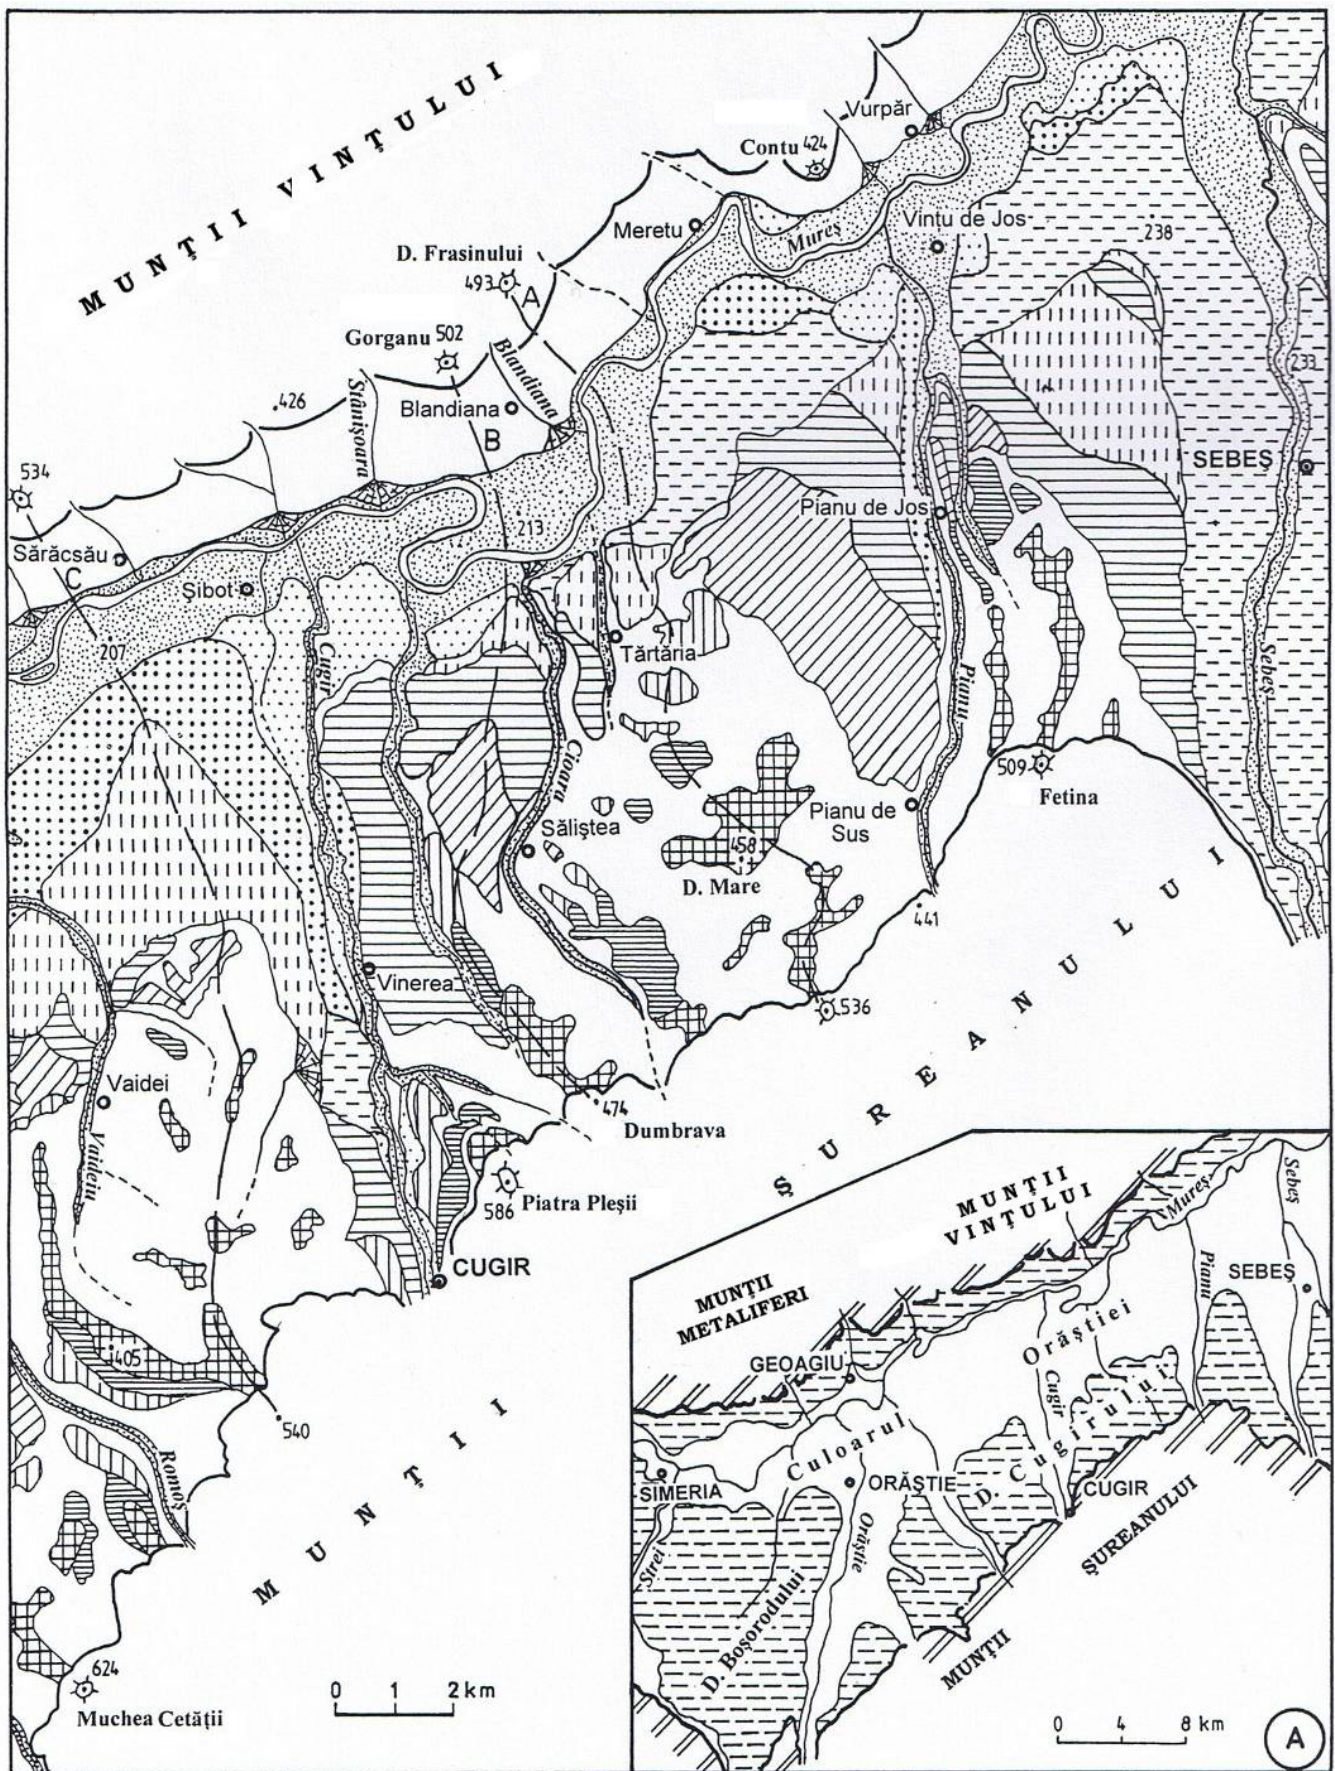 MUNȚII VINȚULUI
Vurpăr
Contu 424
Meretu
Mureș
Vințu de Jos
238
D. Frasinului
493
A
Gorganu 502
Blandiana
Stănișoara
426
Blandiana
B
233
534
SEBEȘ
213
Pianu de Jos
Sărăcsău
C
Șibot
207
Cugir
Tărtăria
Pianu
Sebeș
Cioara
509
Fetina
Pianu de
Sus
Săliștea
458
D. Mare
441
Vinerea
536
Vaidei
474
Dumbrava
Vaideiu
586
Piatra Pleșii
CUGIR
405
540
Romoș
MUNȚII ȘUREANULUI
624
Muchea Cetății
0 1 2 km
MUNȚII
VINȚULUI
Mureș
Sebeș
Pianu
SEBEȘ
MUNȚII
METALIFERI
Orăștiei
GEOAGIU
Cugir
D. Cugirului
Culoarul
SIMERIA
ORĂȘTIE
CUGIR
Strei
Orăștie
ȘUREANULUI
D. Boșorodului
MUNȚII
0 4 8 km
A